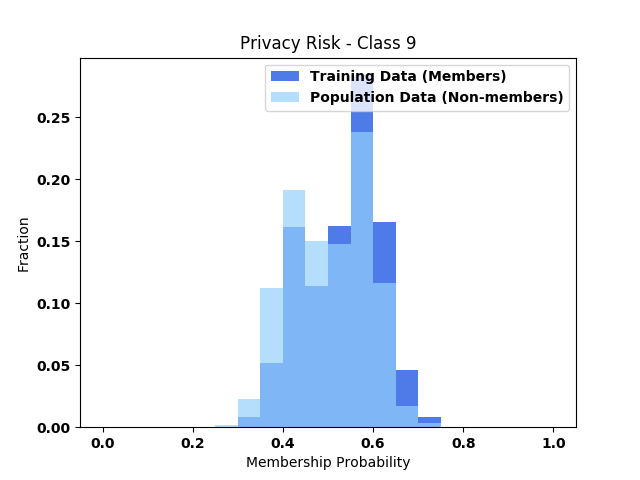 Privacy Risk - Class 9
Training Data (Members)
Population Data (Non-members)
0.25
0.20
0.15
0.10
0.05
0.00
Fraction
0.0 0.2 0.4 0.6 0.8 1.0
Membership Probability